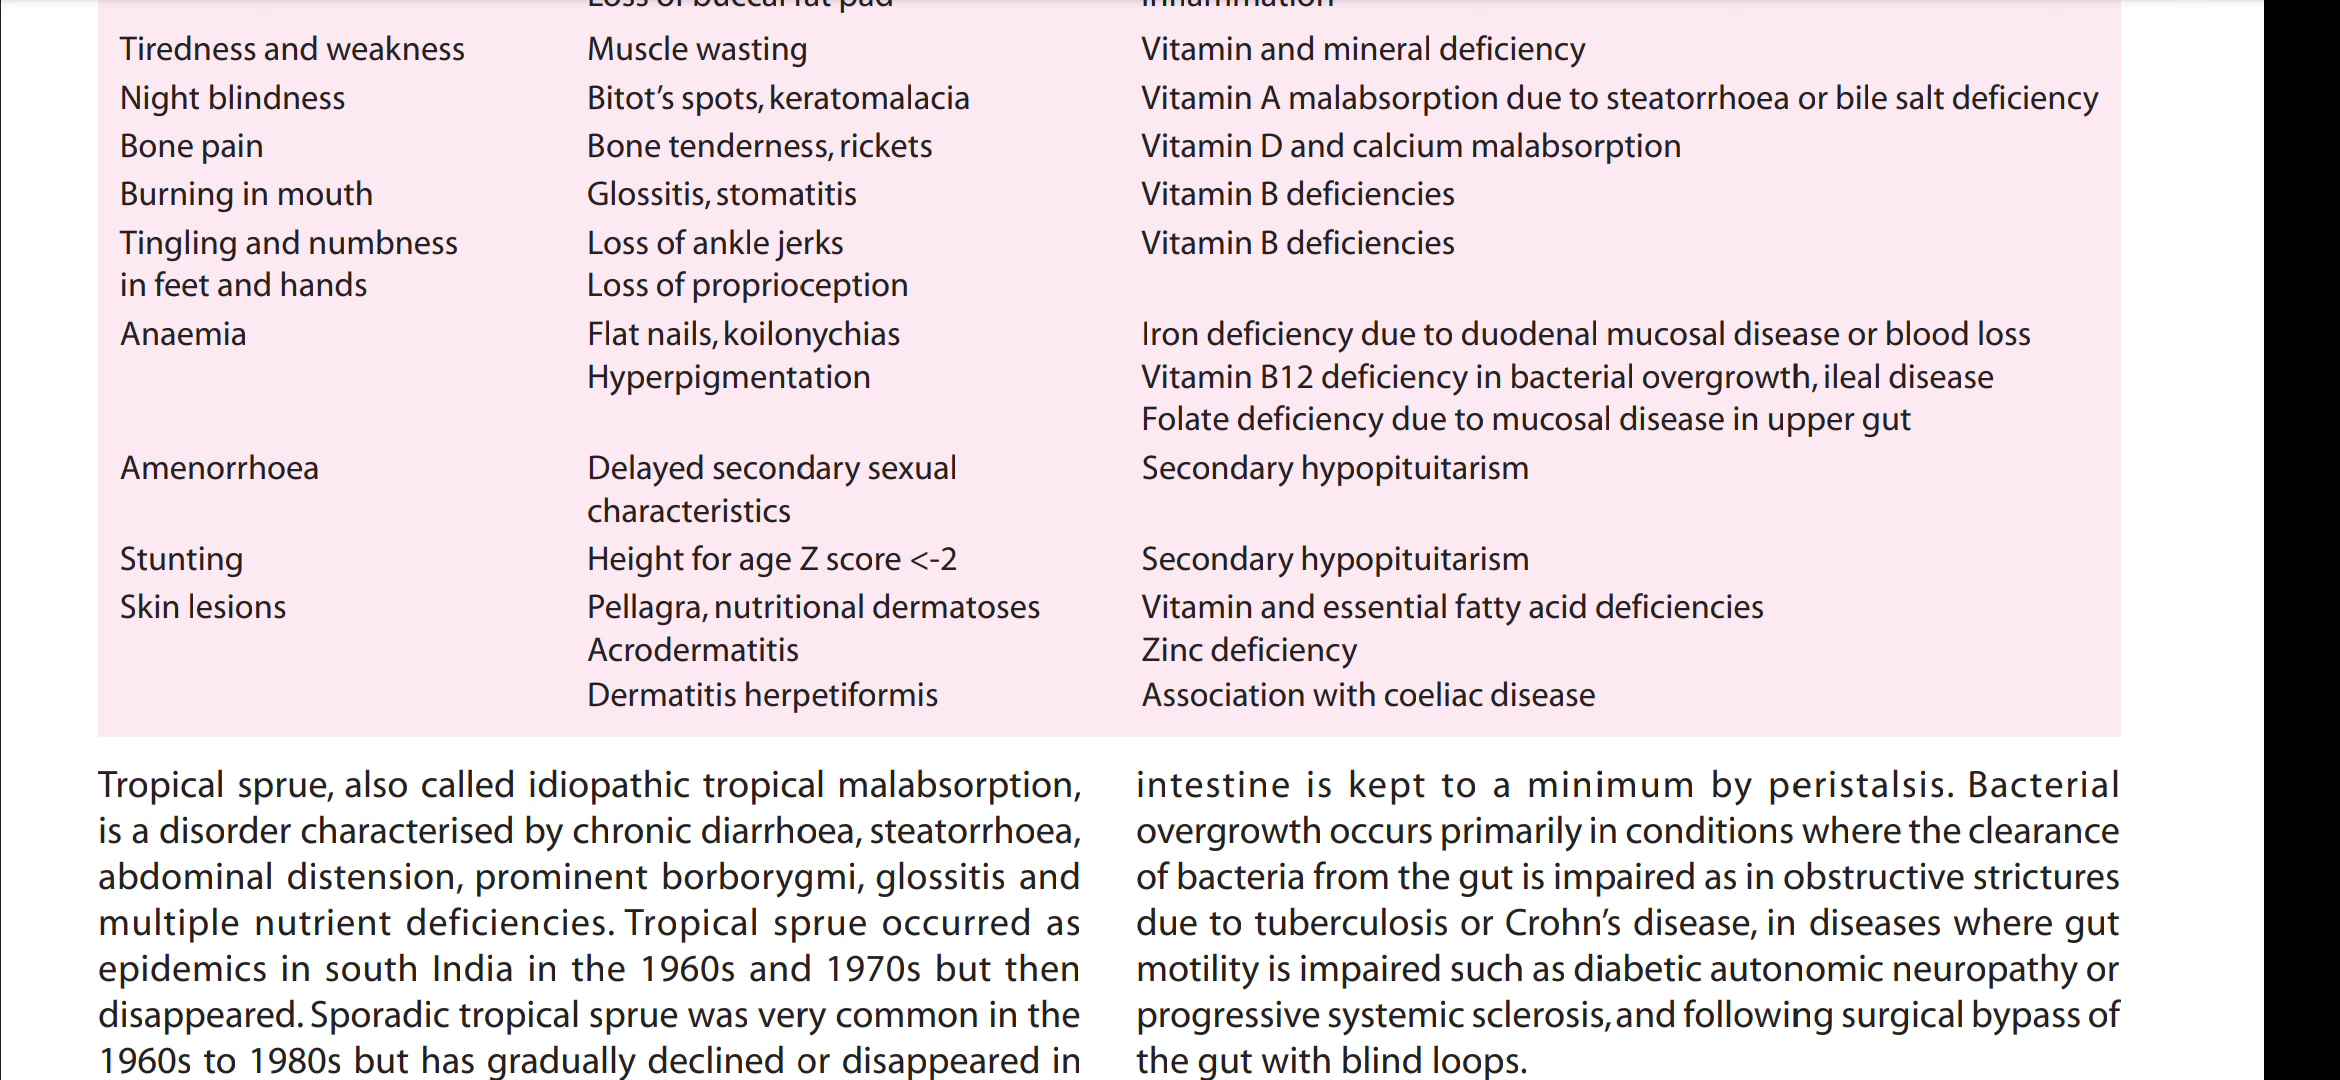 Loss of buccal fat pad Inflammation
Tiredness and weakness Muscle wasting Vitamin and mineral deficiency
Night blindness Bitot’s spots, keratomalacia Vitamin A malabsorption due to steatorrhoea or bile salt deficiency
Bone pain Bone tenderness, rickets Vitamin D and calcium malabsorption
Burning in mouth Glossitis, stomatitis Vitamin B deficiencies
Tingling and numbness Loss of ankle jerks Vitamin B deficiencies
in feet and hands Loss of proprioception
Anaemia Flat nails, koilonychias Iron deficiency due to duodenal mucosal disease or blood loss
Hyperpigmentation Vitamin B12 deficiency in bacterial overgrowth, ileal disease
Folate deficiency due to mucosal disease in upper gut
Amenorrhoea Delayed secondary sexual Secondary hypopituitarism
characteristics
Stunting Height for age Z score <-2 Secondary hypopituitarism
Skin lesions Pellagra, nutritional dermatoses Vitamin and essential fatty acid deficiencies
Acrodermatitis Zinc deficiency
Dermatitis herpetiformis Association with coeliac disease
Tropical sprue, also called idiopathic tropical malabsorption,
is a disorder characterised by chronic diarrhoea, steatorrhoea,
abdominal distension, prominent borborygmi, glossitis and
multiple nutrient deficiencies. Tropical sprue occurred as
epidemics in south India in the 1960s and 1970s but then
disappeared. Sporadic tropical sprue was very common in the
1960s to 1980s but has gradually declined or disappeared in
intestine is kept to a minimum by peristalsis. Bacterial
overgrowth occurs primarily in conditions where the clearance
of bacteria from the gut is impaired as in obstructive strictures
due to tuberculosis or Crohn’s disease, in diseases where gut
motility is impaired such as diabetic autonomic neuropathy or
progressive systemic sclerosis, and following surgical bypass of
the gut with blind loops.